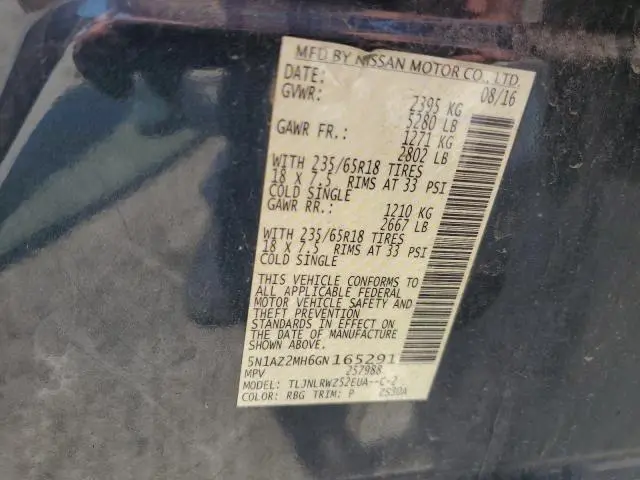 MFD BY NISSAN MOTOR CO., LTD.
DATE: 08/16
GVWR: 2395 KG
5280 LB
GAWR FR.: 1271 KG
2802 LB
WITH 235/65R18 TIRES
18 X 7.5 RIMS AT 33 PSI
COLD SINGLE
GAWR RR.: 1210 KG
2667 LB
WITH 235/65R18 TIRES
18 X 7.5 RIMS AT 33 PSI
COLD SINGLE
THIS VEHICLE CONFORMS TO
ALL APPLICABLE FEDERAL
MOTOR VEHICLE SAFETY AND
THEFT PREVENTION
STANDARDS IN EFFECT ON
THE DATE OF MANUFACTURE
SHOWN ABOVE.
5N1AZ2MH6GN165291
MPV 257988
MODEL: TLJNLRWZ52EUA--C-2
COLOR: RBG TRIM: P 2530A